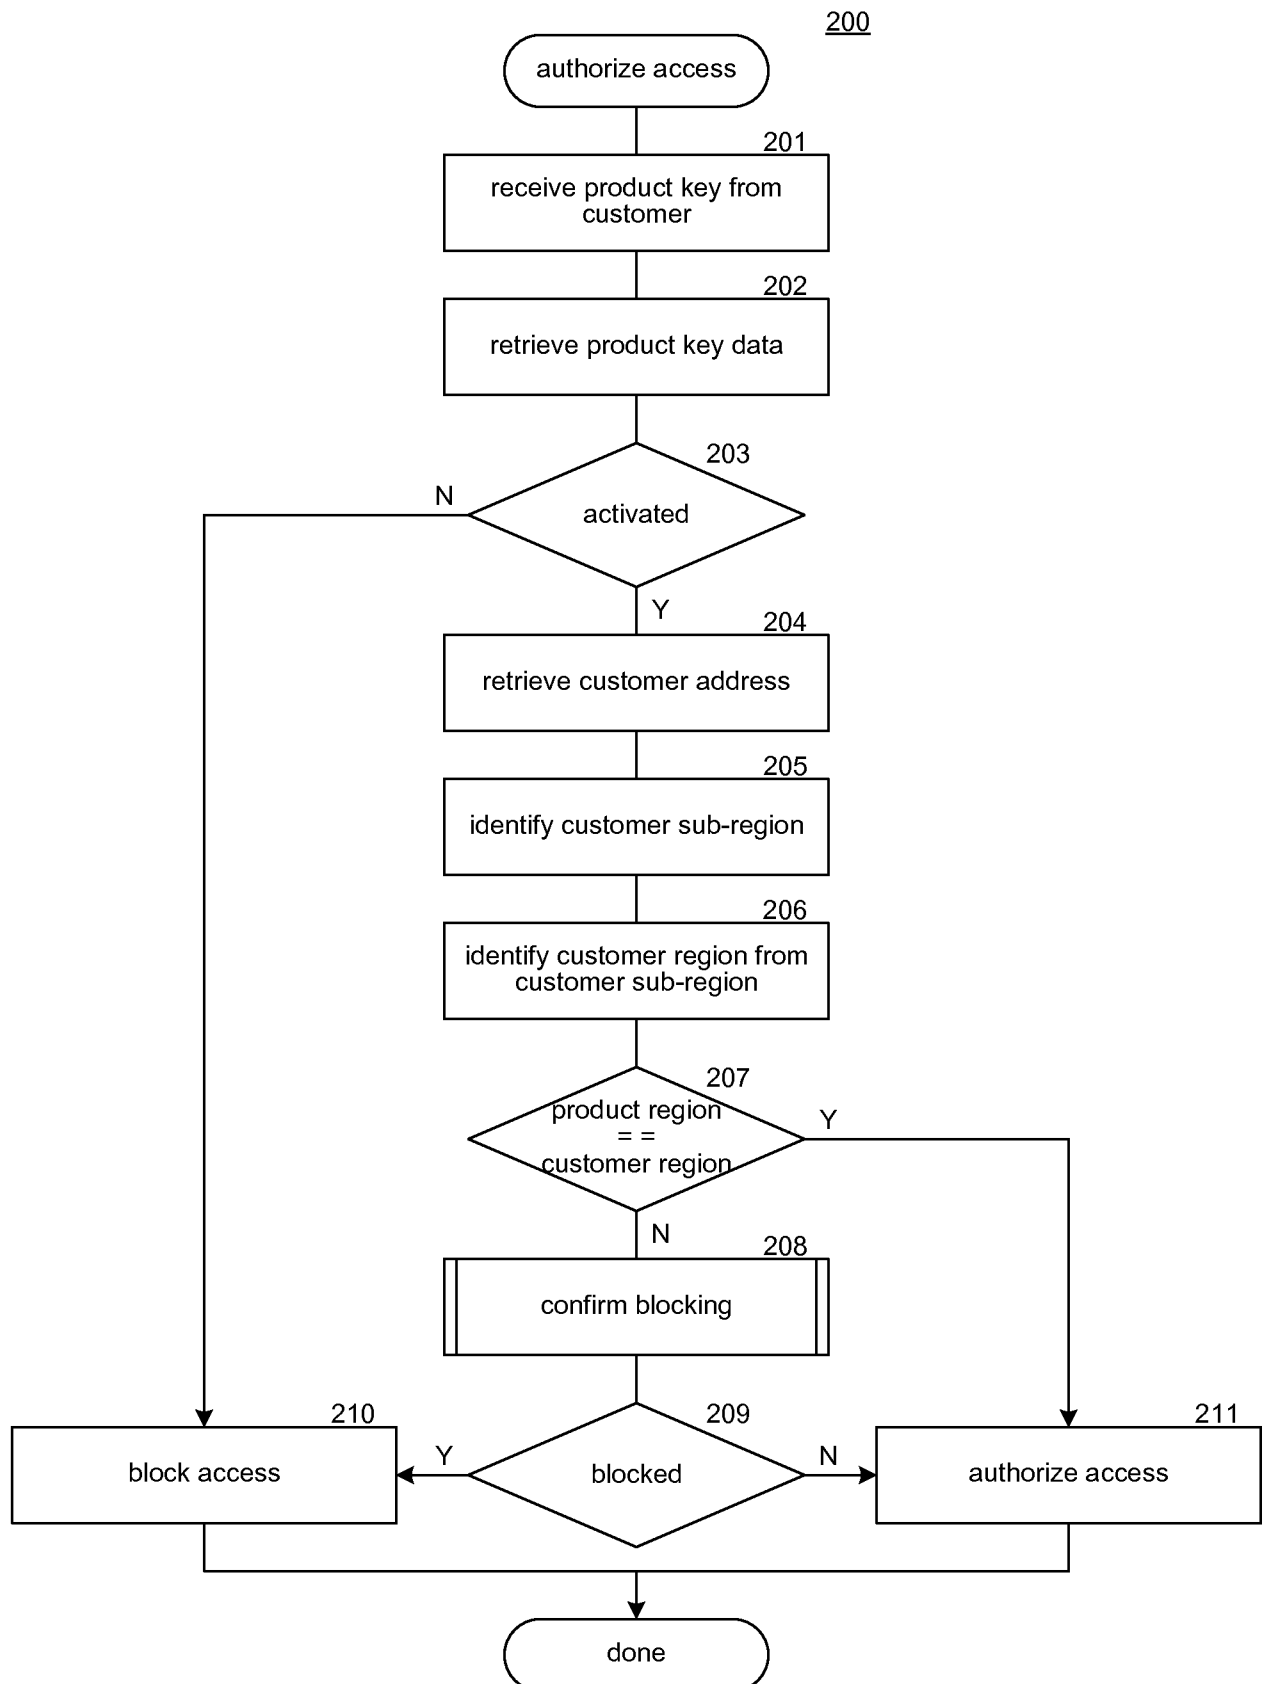 200
authorize access
201
receive product key from
customer
202
retrieve product key data
203
N
activated
Y
204
retrieve customer address
205
identify customer sub-region
206
identify customer region from
customer sub-region
207
product region
Y
= =
customer region
N
208
confirm blocking
210
209
211
block access
Y
blocked
N
authorize access
done